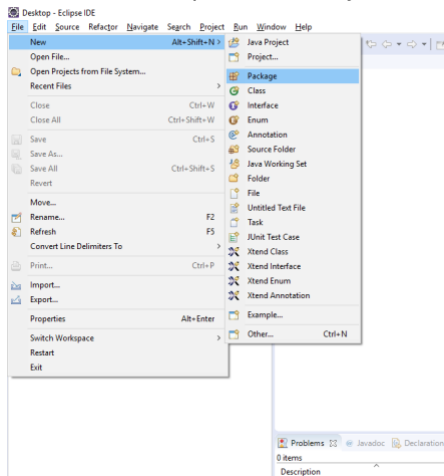 Desktop - Eclipse IDE
File Edit Source Refactor Navigate Search Project Run Window Help
New Alt+Shift+N >
Open File...
Open Projects from File System...
Recent Files >
Close Ctrl+W
Close All Ctrl+Shift+W
Save Ctrl+S
Save As...
Save All Ctrl+Shift+S
Revert
Move...
Rename... F2
Refresh F5
Convert Line Delimiters To >
Print... Ctrl+P
Import...
Export...
Properties Alt+Enter
Switch Workspace >
Restart
Exit
Java Project
Project...
Package
Class
Interface
Enum
Annotation
Source Folder
Java Working Set
Folder
File
Untitled Text File
Task
JUnit Test Case
Xtend Class
Xtend Interface
Xtend Enum
Xtend Annotation
Example...
Other... Ctrl+N
Problems Javadoc Declaration
0 items
Description